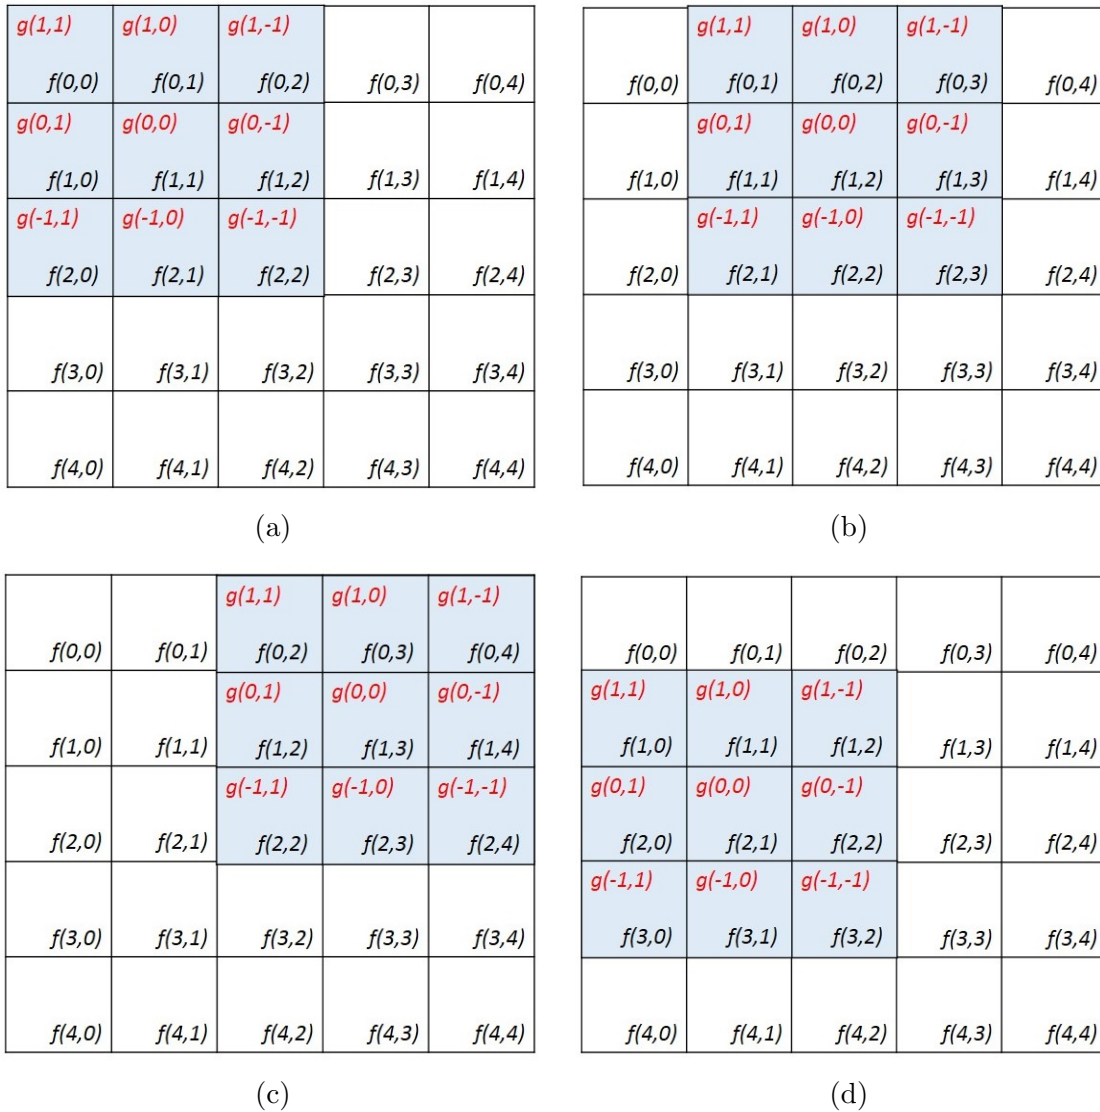 g(1,1) g(1,0) g(1,-1)
f(0,0) f(0,1) f(0,2) f(0,3) f(0,4)
g(0,1) g(0,0) g(0,-1)
f(1,0) f(1,1) f(1,2) f(1,3) f(1,4)
g(-1,1) g(-1,0) g(-1,-1)
f(2,0) f(2,1) f(2,2) f(2,3) f(2,4)
f(3,0) f(3,1) f(3,2) f(3,3) f(3,4)
f(4,0) f(4,1) f(4,2) f(4,3) f(4,4)
(a)
g(1,1) g(1,0) g(1,-1)
f(0,0) f(0,1) f(0,2) f(0,3) f(0,4)
g(0,1) g(0,0) g(0,-1)
f(1,0) f(1,1) f(1,2) f(1,3) f(1,4)
g(-1,1) g(-1,0) g(-1,-1)
f(2,0) f(2,1) f(2,2) f(2,3) f(2,4)
f(3,0) f(3,1) f(3,2) f(3,3) f(3,4)
f(4,0) f(4,1) f(4,2) f(4,3) f(4,4)
(b)
g(1,1) g(1,0) g(1,-1)
f(0,0) f(0,1) f(0,2) f(0,3) f(0,4)
g(0,1) g(0,0) g(0,-1)
f(1,0) f(1,1) f(1,2) f(1,3) f(1,4)
g(-1,1) g(-1,0) g(-1,-1)
f(2,0) f(2,1) f(2,2) f(2,3) f(2,4)
f(3,0) f(3,1) f(3,2) f(3,3) f(3,4)
f(4,0) f(4,1) f(4,2) f(4,3) f(4,4)
(c)
f(0,0) f(0,1) f(0,2) f(0,3) f(0,4)
g(1,1) g(1,0) g(1,-1)
f(1,0) f(1,1) f(1,2) f(1,3) f(1,4)
g(0,1) g(0,0) g(0,-1)
f(2,0) f(2,1) f(2,2) f(2,3) f(2,4)
g(-1,1) g(-1,0) g(-1,-1)
f(3,0) f(3,1) f(3,2) f(3,3) f(3,4)
f(4,0) f(4,1) f(4,2) f(4,3) f(4,4)
(d)